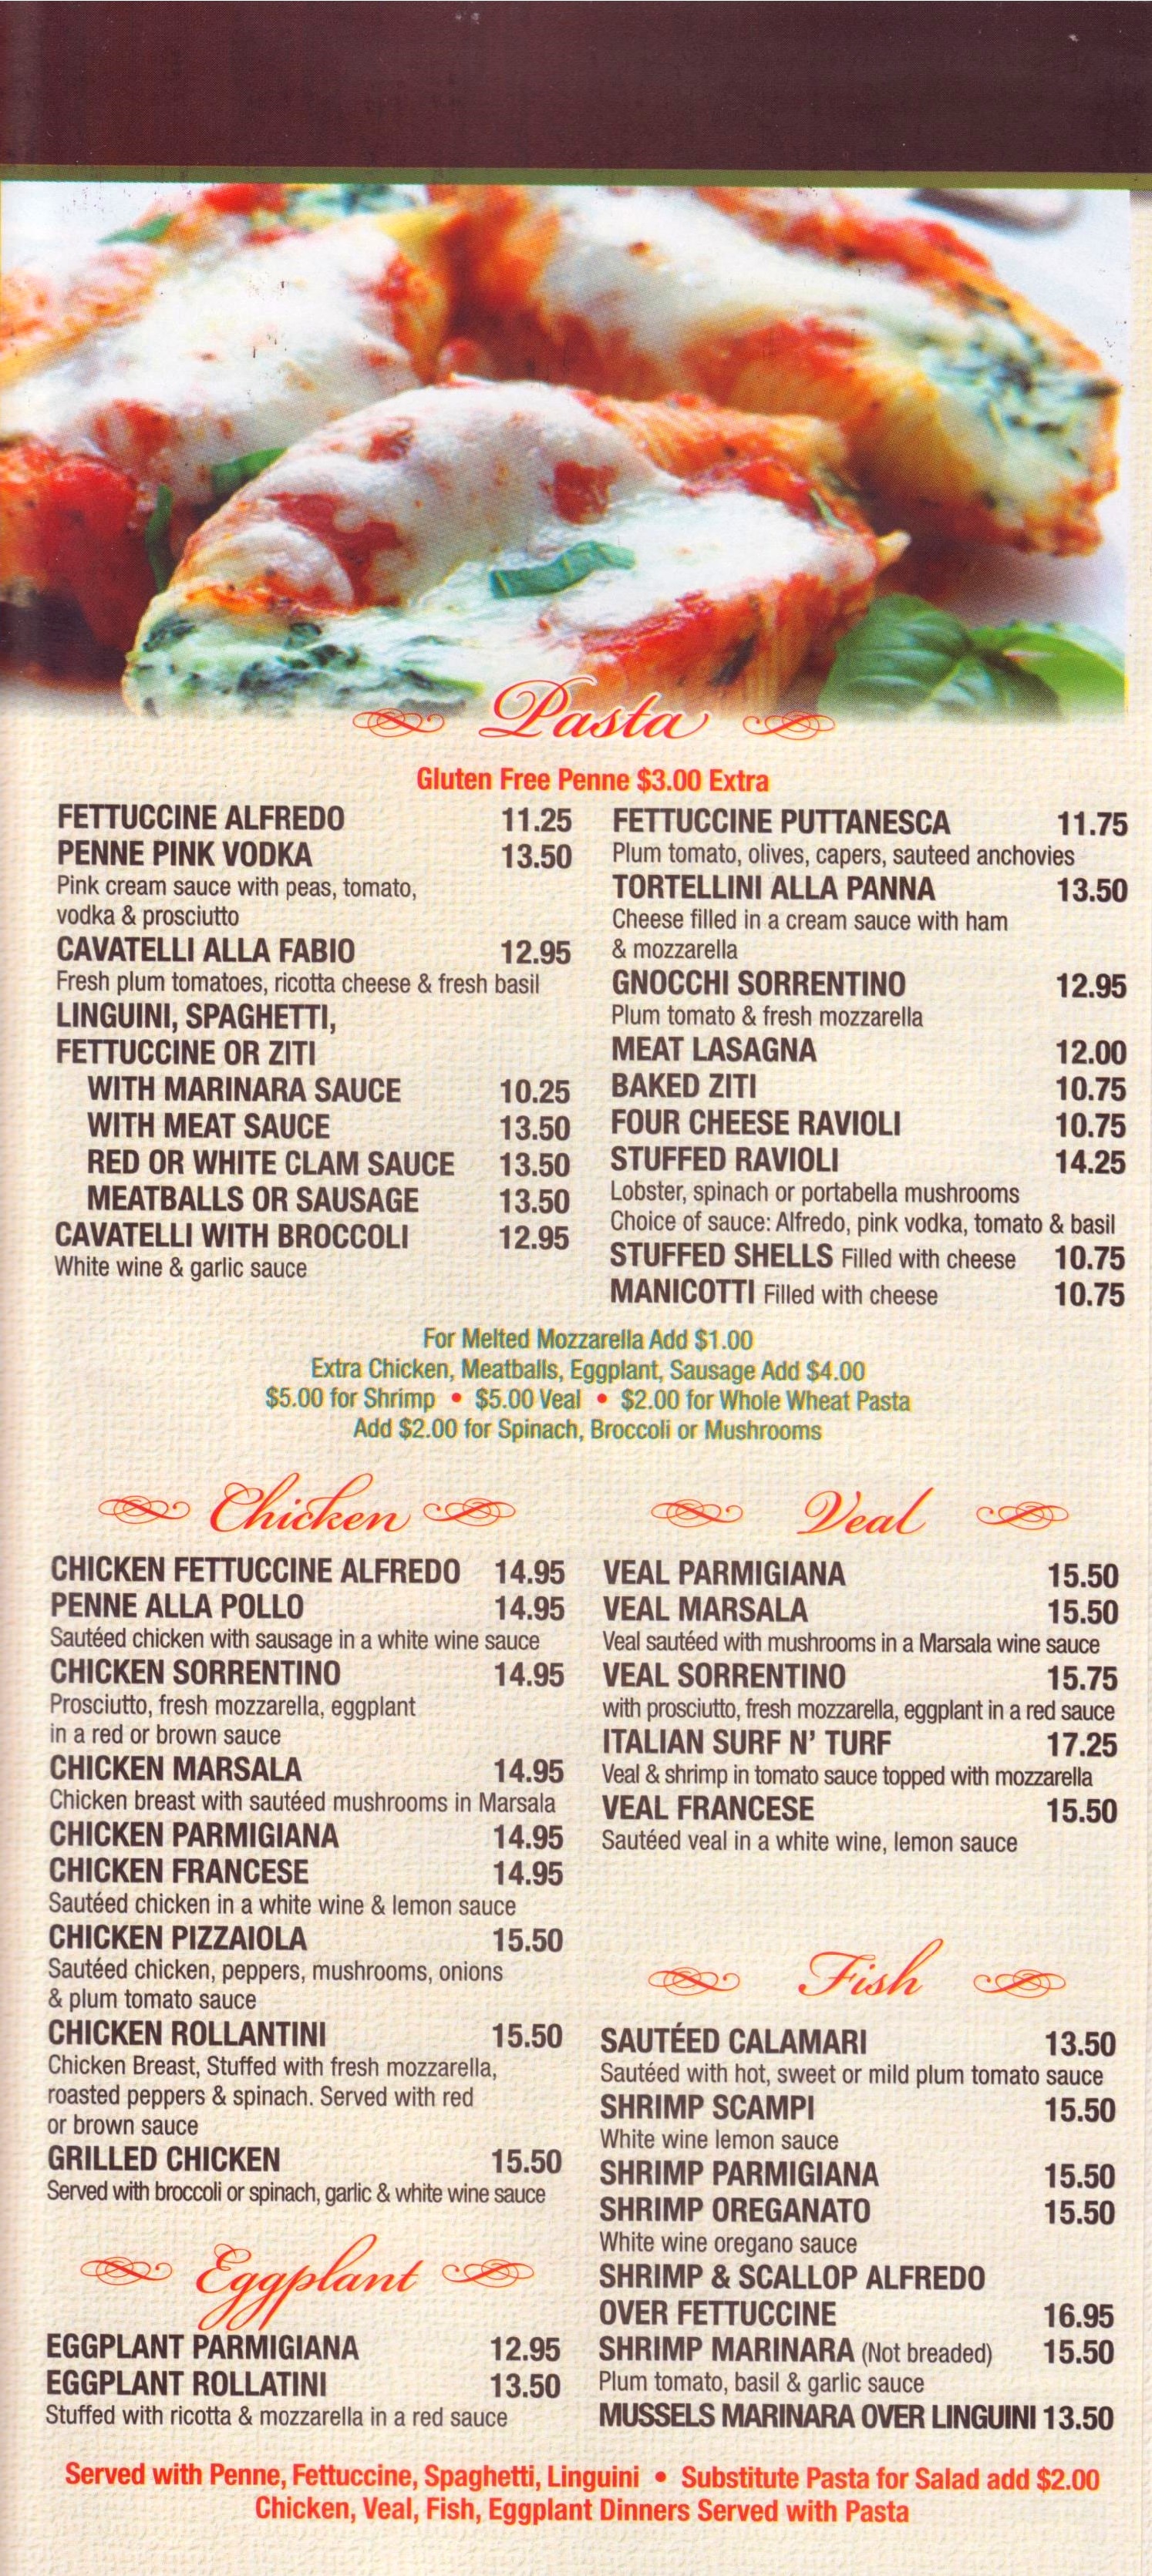 Pasta
Gluten Free Penne $3.00 Extra
FETTUCCINE ALFREDO 11.25
PENNE PINK VODKA 13.50
Pink cream sauce with peas, tomato,
vodka & prosciutto
CAVATELLI ALLA FABIO 12.95
Fresh plum tomatoes, ricotta cheese & fresh basil
LINGUINI, SPAGHETTI,
FETTUCCINE OR ZITI
WITH MARINARA SAUCE 10.25
WITH MEAT SAUCE 13.50
RED OR WHITE CLAM SAUCE 13.50
MEATBALLS OR SAUSAGE 13.50
CAVATELLI WITH BROCCOLI 12.95
White wine & garlic sauce
FETTUCCINE PUTTANESCA 11.75
Plum tomato, olives, capers, sauteed anchovies
TORTELLINI ALLA PANNA 13.50
Cheese filled in a cream sauce with ham
& mozzarella
GNOCCHI SORRENTINO 12.95
Plum tomato & fresh mozzarella
MEAT LASAGNA 12.00
BAKED ZITI 10.75
FOUR CHEESE RAVIOLI 10.75
STUFFED RAVIOLI 14.25
Lobster, spinach or portabella mushrooms
Choice of sauce: Alfredo, pink vodka, tomato & basil
STUFFED SHELLS Filled with cheese 10.75
MANICOTTI Filled with cheese 10.75
For Melted Mozzarella Add $1.00
Extra Chicken, Meatballs, Eggplant, Sausage Add $4.00
$5.00 for Shrimp • $5.00 Veal • $2.00 for Whole Wheat Pasta
Add $2.00 for Spinach, Broccoli or Mushrooms
Chicken
CHICKEN FETTUCCINE ALFREDO 14.95
PENNE ALLA POLLO 14.95
Sautéed chicken with sausage in a white wine sauce
CHICKEN SORRENTINO 14.95
Prosciutto, fresh mozzarella, eggplant
in a red or brown sauce
CHICKEN MARSALA 14.95
Chicken breast with sautéed mushrooms in Marsala
CHICKEN PARMIGIANA 14.95
CHICKEN FRANCESE 14.95
Sautéed chicken in a white wine & lemon sauce
CHICKEN PIZZAIOLA 15.50
Sautéed chicken, peppers, mushrooms, onions
& plum tomato sauce
CHICKEN ROLLANTINI 15.50
Chicken Breast, Stuffed with fresh mozzarella,
roasted peppers & spinach. Served with red
or brown sauce
GRILLED CHICKEN 15.50
Served with broccoli or spinach, garlic & white wine sauce
Eggplant
EGGPLANT PARMIGIANA 12.95
EGGPLANT ROLLATINI 13.50
Stuffed with ricotta & mozzarella in a red sauce
Veal
VEAL PARMIGIANA 15.50
VEAL MARSALA 15.50
Veal sautéed with mushrooms in a Marsala wine sauce
VEAL SORRENTINO 15.75
with prosciutto, fresh mozzarella, eggplant in a red sauce
ITALIAN SURF N' TURF 17.25
Veal & shrimp in tomato sauce topped with mozzarella
VEAL FRANCESE 15.50
Sautéed veal in a white wine, lemon sauce
Fish
SAUTÉED CALAMARI 13.50
Sautéed with hot, sweet or mild plum tomato sauce
SHRIMP SCAMPI 15.50
White wine lemon sauce
SHRIMP PARMIGIANA 15.50
SHRIMP OREGANATO 15.50
White wine oregano sauce
SHRIMP & SCALLOP ALFREDO
OVER FETTUCCINE 16.95
SHRIMP MARINARA (Not breaded) 15.50
Plum tomato, basil & garlic sauce
MUSSELS MARINARA OVER LINGUINI 13.50
Served with Penne, Fettuccine, Spaghetti, Linguini • Substitute Pasta for Salad add $2.00
Chicken, Veal, Fish, Eggplant Dinners Served with Pasta